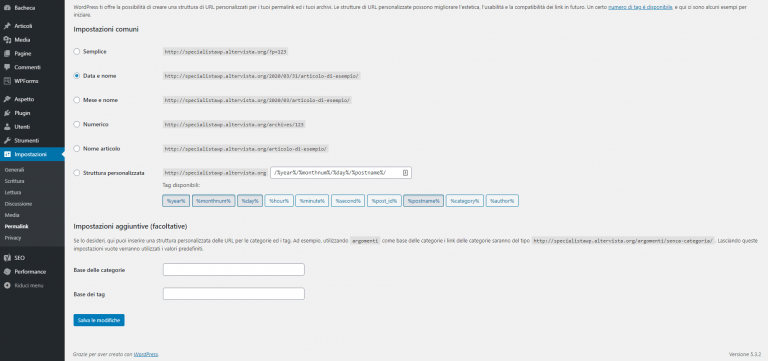 Bacheca
Articoli
Media
Pagine
Commenti
WPForms
Aspetto
Plugin
Utenti
Strumenti
Impostazioni
Generali
Scrittura
Lettura
Discussione
Media
Permalink
Privacy
SEO
Performance
Riduci menu
WordPress ti offre la possibilità di creare una struttura di URL personalizzati per i tuoi permalink ed i tuoi archivi. Le strutture di URL personalizzate possono migliorare l'estetica, l'usabilità e la compatibilità dei link in futuro. Un certo numero di tag è disponibile, e qui si sono alcuni esempi per
iniziare.
Impostazioni comuni
Semplice http://specialistawp.altervista.org/?p=123
Data e nome http://specialistawp.altervista.org/2020/03/31/articolo-di-esempio/
Mese e nome http://specialistawp.altervista.org/2020/03/articolo-di-esempio/
Numerico http://specialistawp.altervista.org/archives/123
Nome articolo http://specialistawp.altervista.org/articolo-di-esempio/
Struttura personalizzata http://specialistawp.altervista.org /%year%/%monthnum%/%day%/%postname%/
Tag disponibili:
%year% %monthnum% %day% %hour% %minute% %second% %post_id% %postname% %category% %author%
Impostazioni aggiuntive (facoltative)
Se lo desideri, qui puoi inserire una struttura personalizzata delle URL per le categorie ed i tag. Ad esempio, utilizzando argomenti come base delle categorie i link delle categorie saranno del tipo http://specialistawp.altervista.org/argomenti/senza-categoria/ . Lasciando queste
impostazioni vuote verranno utilizzati i valori predefiniti.
Base delle categorie
Base dei tag
Salva le modifiche
Grazie per aver creato con WordPress.
Versione 5.3.2